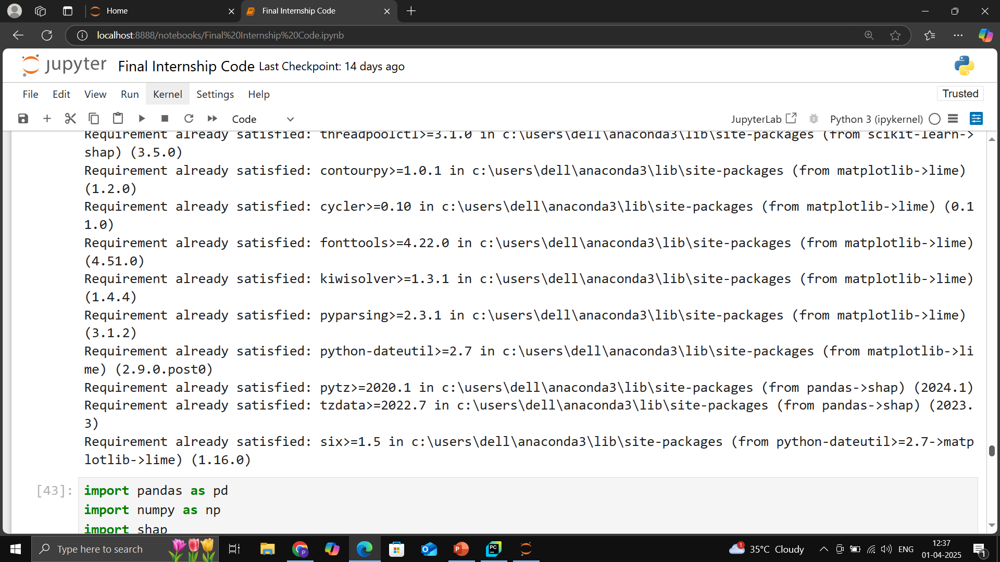 Home
Final Internship Code
localhost:8888/notebooks/Final%20Internship%20Code.ipynb
jupyter Final Internship Code Last Checkpoint: 14 days ago
File Edit View Run Kernel Settings Help
Trusted
Code
JupyterLab
Python 3 (ipykernel)
Requirement already satisfied: threadpoolctl>=3.1.0 in c:\users\dell\anaconda3\lib\site-packages (from scikit-learn->
shap) (3.5.0)
Requirement already satisfied: contourpy>=1.0.1 in c:\users\dell\anaconda3\lib\site-packages (from matplotlib->lime)
(1.2.0)
Requirement already satisfied: cycler>=0.10 in c:\users\dell\anaconda3\lib\site-packages (from matplotlib->lime) (0.1
1.0)
Requirement already satisfied: fonttools>=4.22.0 in c:\users\dell\anaconda3\lib\site-packages (from matplotlib->lime)
(4.51.0)
Requirement already satisfied: kiwisolver>=1.3.1 in c:\users\dell\anaconda3\lib\site-packages (from matplotlib->lime)
(1.4.4)
Requirement already satisfied: pyparsing>=2.3.1 in c:\users\dell\anaconda3\lib\site-packages (from matplotlib->lime)
(3.1.2)
Requirement already satisfied: python-dateutil>=2.7 in c:\users\dell\anaconda3\lib\site-packages (from matplotlib->li
me) (2.9.0.post0)
Requirement already satisfied: pytz>=2020.1 in c:\users\dell\anaconda3\lib\site-packages (from pandas->shap) (2024.1)
Requirement already satisfied: tzdata>=2022.7 in c:\users\dell\anaconda3\lib\site-packages (from pandas->shap) (2023.
3)
Requirement already satisfied: six>=1.5 in c:\users\dell\anaconda3\lib\site-packages (from python-dateutil>=2.7->matp
lotlib->lime) (1.16.0)
[43]: import pandas as pd
import numpy as np
import shap
Type here to search
1
35°C Cloudy
ENG
12:37
01-04-2025
1